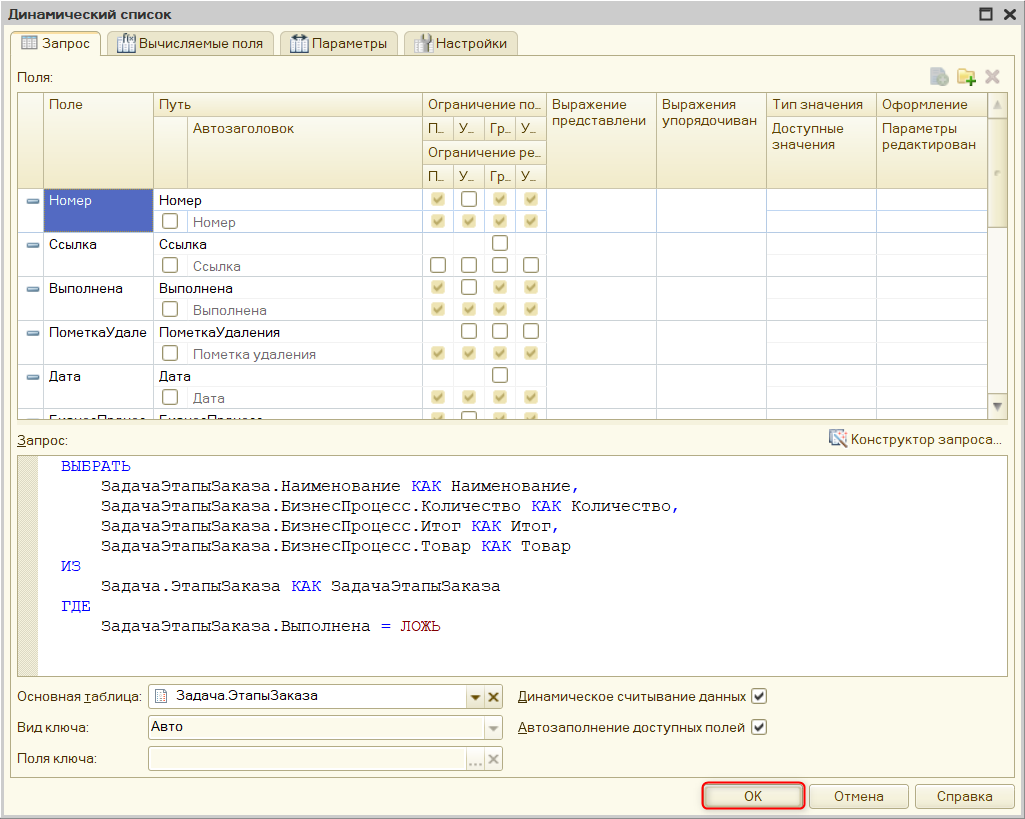 Динамический список
Запрос
Вычисляемые поля
Параметры
Настройки
Поля:
Поле
Путь
Ограничение по...
Выражение представлени
Выражения упорядочиван
Тип значения
Оформление
Автозаголовок
П... У... Гр... У...
Доступные значения
Параметры редактирован
Ограничение ре...
П... У... Гр... У...
Номер Номер
Номер
Ссылка Ссылка
Ссылка
Выполнена Выполнена
Выполнена
ПометкаУдале ПометкаУдаления
Пометка удаления
Дата Дата
Дата
БизнесПроцес БизнесПроцесс
Запрос:
Конструктор запроса...
ВЫБРАТЬ
ЗадачаЭтапыЗаказа.Наименование КАК Наименование,
ЗадачаЭтапыЗаказа.БизнесПроцесс.Количество КАК Количество,
ЗадачаЭтапыЗаказа.БизнесПроцесс.Итог КАК Итог,
ЗадачаЭтапыЗаказа.БизнесПроцесс.Товар КАК Товар
ИЗ
Задача.ЭтапыЗаказа КАК ЗадачаЭтапыЗаказа
ГДЕ
ЗадачаЭтапыЗаказа.Выполнена = ЛОЖЬ
Основная таблица: Задача.ЭтапыЗаказа
Динамическое считывание данных
Вид ключа: Авто
Автозаполнение доступных полей
Поля ключа:
ОК
Отмена
Справка